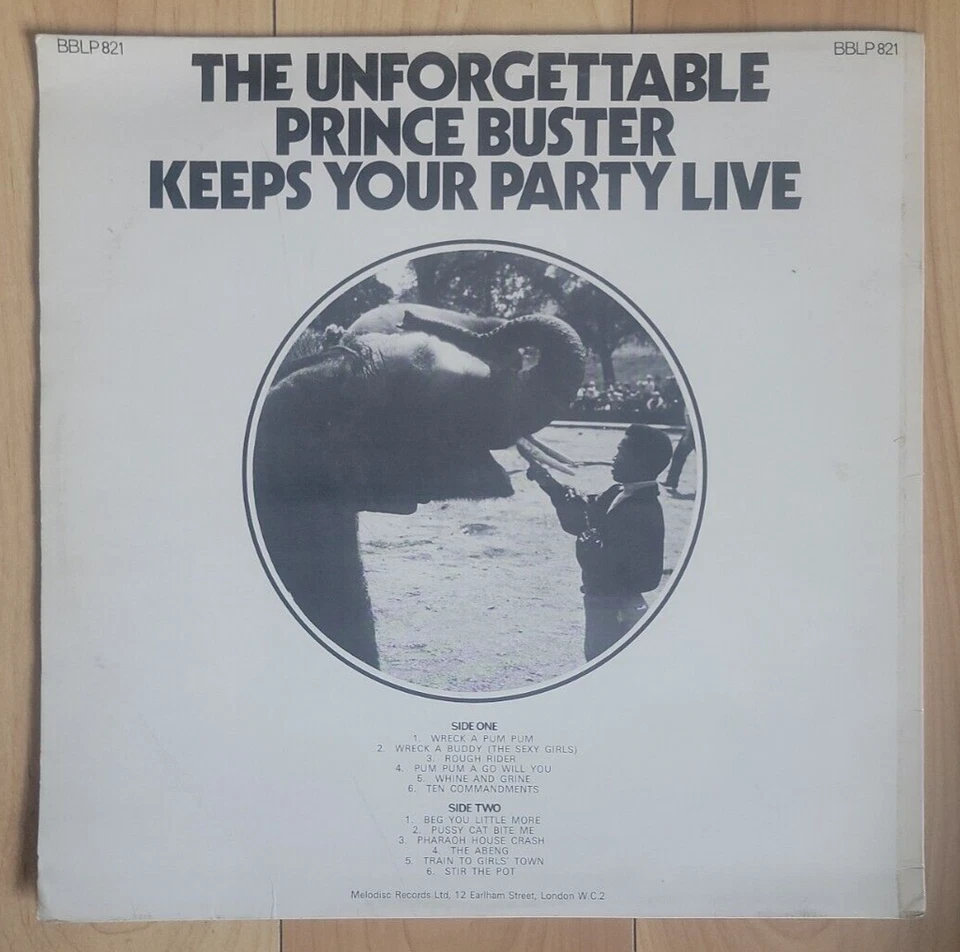 BBLP 821
BBLP 821
THE UNFORGETTABLE
PRINCE BUSTER
KEEPS YOUR PARTY LIVE
SIDE ONE
1. WRECK A PUM PUM
2. WRECK A BUDDY (THE SEXY GIRLS)
3. ROUGH RIDER
4. PUM PUM A GO WILL YOU
5. WHINE AND GRINE
6. TEN COMMANDMENTS
SIDE TWO
1. BEG YOU LITTLE MORE
2. PUSSY CAT BITE ME
3. PHARAOH HOUSE CRASH
4. THE ABENG
5. TRAIN TO GIRLS' TOWN
6. STIR THE POT
Melodisc Records Ltd, 12 Earlham Street, London W.C.2